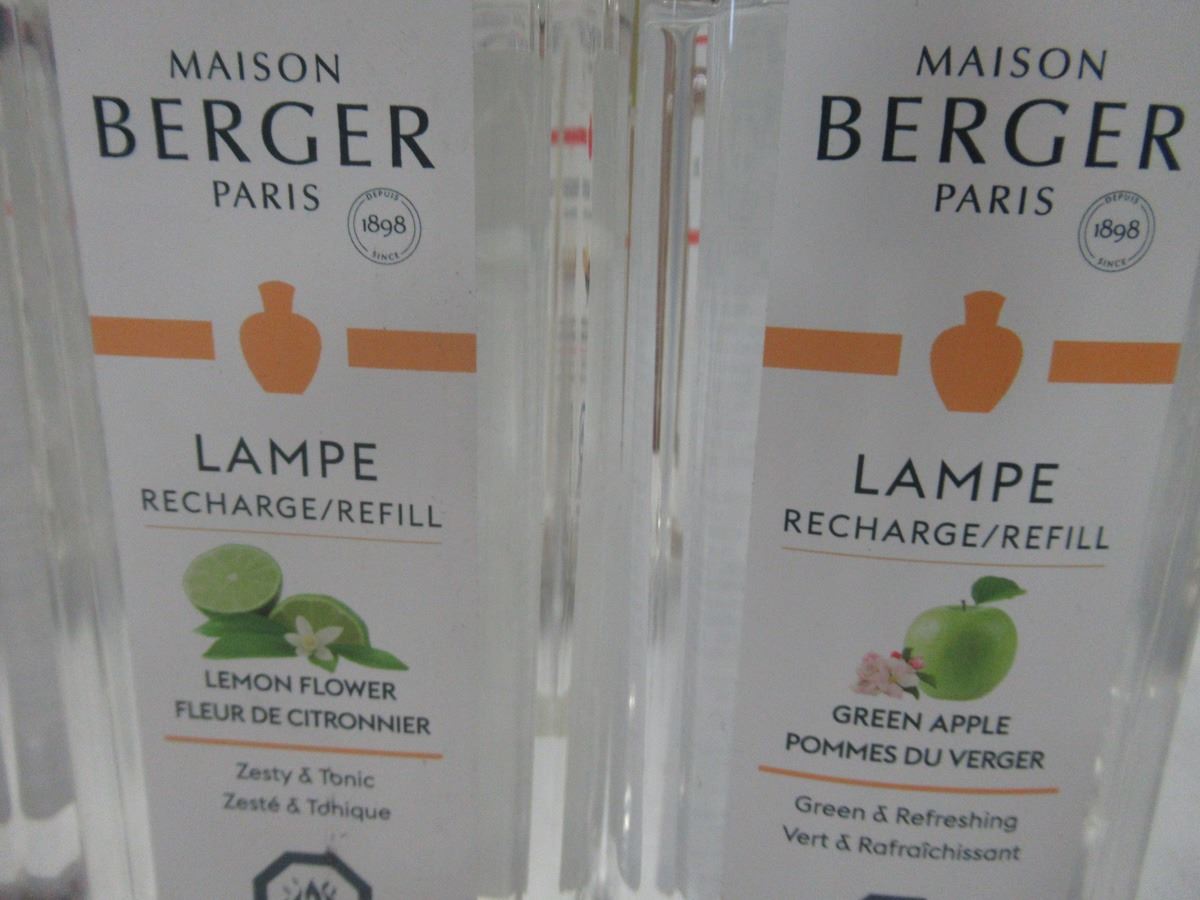 MAISON
BERGER
PARIS
DEPUIS
1898
SINCE
LAMPE
RECHARGE/REFILL
LEMON FLOWER
FLEUR DE CITRONNIER
Zesty & Tonic
Zesté & Tonique
MAISON
BERGER
PARIS
DEPUIS
1898
SINCE
LAMPE
RECHARGE/REFILL
GREEN APPLE
POMMES DU VERGER
Green & Refreshing
Vert & Rafraîchissant